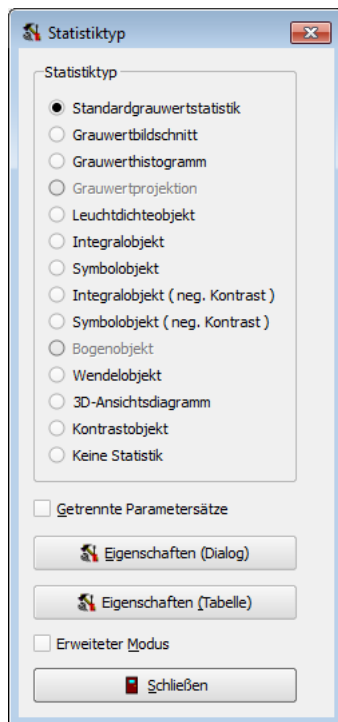 Statistiktyp
Statistiktyp
Standardgrauwertstatistik
Grauwertbildschnitt
Grauwerthistogramm
Grauwertprojektion
Leuchtdichteobjekt
Integralobjekt
Symbolobjekt
Integralobjekt ( neg. Kontrast )
Symbolobjekt ( neg. Kontrast )
Bogenobjekt
Wendelobjekt
3D-Ansichtsdiagramm
Kontrastobjekt
Keine Statistik
Getrennte Parametersätze
Eigenschaften (Dialog)
Eigenschaften (Tabelle)
Erweiteter Modus
Schließen